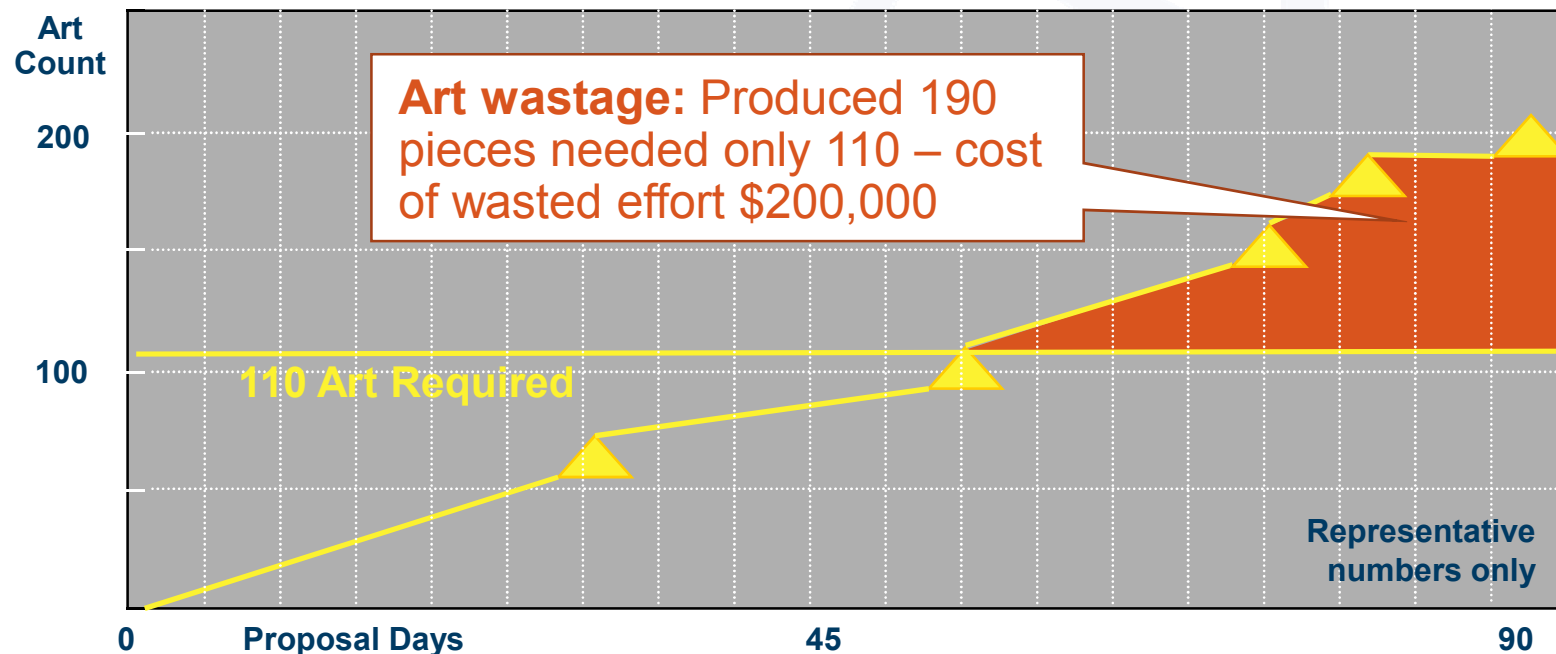 Art
Count
200
100
Art wastage: Produced 190
pieces needed only 110 – cost
of wasted effort $200,000
110 Art Required
Representative
numbers only
0
Proposal Days
45
90